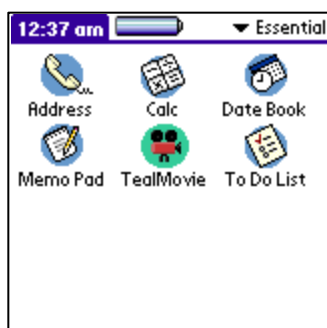 12:37 am Essential
Address Calc Date Book
Memo Pad TealMovie To Do List